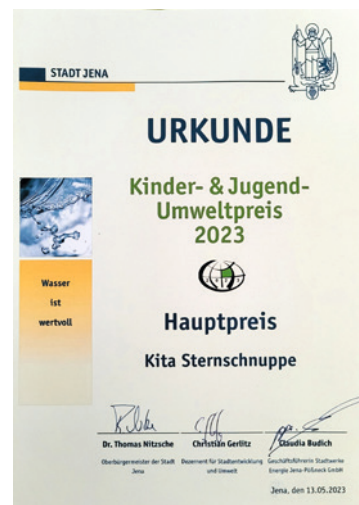 STADT JENA
URKUNDE
Kinder- & Jugend-
Umweltpreis
2023
Wasser
ist
wertvoll
Hauptpreis
Kita Sternschnuppe
Dr. Thomas Nitzsche
Oberbürgermeister der Stadt
Jena
Christian Gerlitz
Dezernent für Stadtentwicklung
und Umwelt
Claudia Budich
Geschäftsführerin Stadtwerke
Energie Jena-Pößneck GmbH
Jena, den 13.05.2023